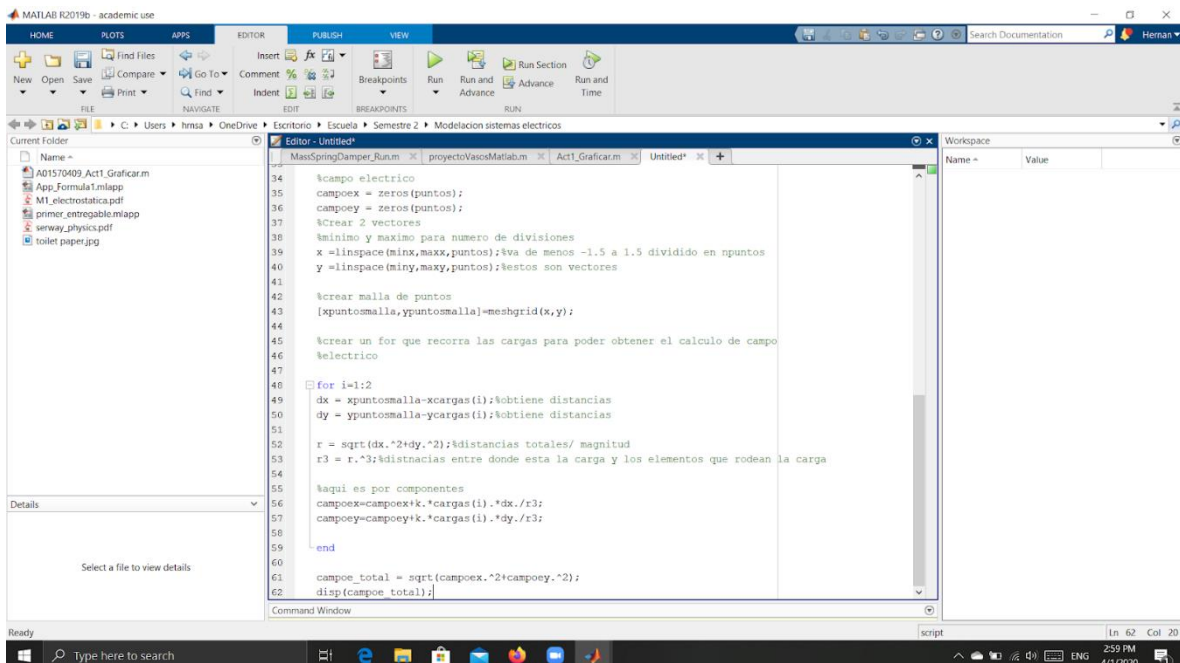 MATLAB R2019b - academic use
HOME PLOTS APPS EDITOR PUBLISH VIEW
Search Documentation
Hernan
New Open Save
Find Files
Compare
Print
FILE
Go To
Find
NAVIGATE
Insert fx
Comment %
Indent
EDIT
Breakpoints
BREAKPOINTS
Run
Run and Advance
Run Section
Advance
Run and Time
RUN
C: Users hmsa OneDrive Escritorio Escuela Semestre 2 Modelacion sistemas electricos
Current Folder
Name
A01570409_Act1_Graficar.m
App_Formula1.mlapp
M1_electrostatica.pdf
primer_entregable.mlapp
serway_physics.pdf
toilet paper.jpg
Details
Select a file to view details
Editor - Untitled*
MassSpringDamper_Run.m proyectoVasosMatlab.m Act1_Graficar.m Untitled* +
34 %campo electrico
35 campoex = zeros(puntos);
36 campoey = zeros(puntos);
37 %Crear 2 vectores
38 %minimo y maximo para numero de divisiones
39 x =linspace(minx,maxx,puntos);%va de menos -1.5 a 1.5 dividido en npuntos
40 y =linspace(miny,maxy,puntos);%estos son vectores
41
42 %crear malla de puntos
43 [xpuntosmalla,ypuntosmalla]=meshgrid(x,y);
44
45 %crear un for que recorra las cargas para poder obtener el calculo de campo
46 %electrico
47
48 for i=1:2
49 dx = xpuntosmalla-xcargas(i);%obtiene distancias
50 dy = ypuntosmalla-ycargas(i);%obtiene distancias
51
52 r = sqrt(dx.^2+dy.^2);%distancias totales/ magnitud
53 r3 = r.^3;%distnacias entre donde esta la carga y los elementos que rodean la carga
54
55 %aqui es por componentes
56 campoex=campoex+k.*cargas(i).*dx./r3;
57 campoey=campoey+k.*cargas(i).*dy./r3;
58
59 end
60
61 campoe_total = sqrt(campoex.^2+campoey.^2);
62 disp(campoe_total);
Command Window
Workspace
Name Value
Ready
script
Ln 62 Col 20
Type here to search
ENG
2:59 PM
4/1/2020